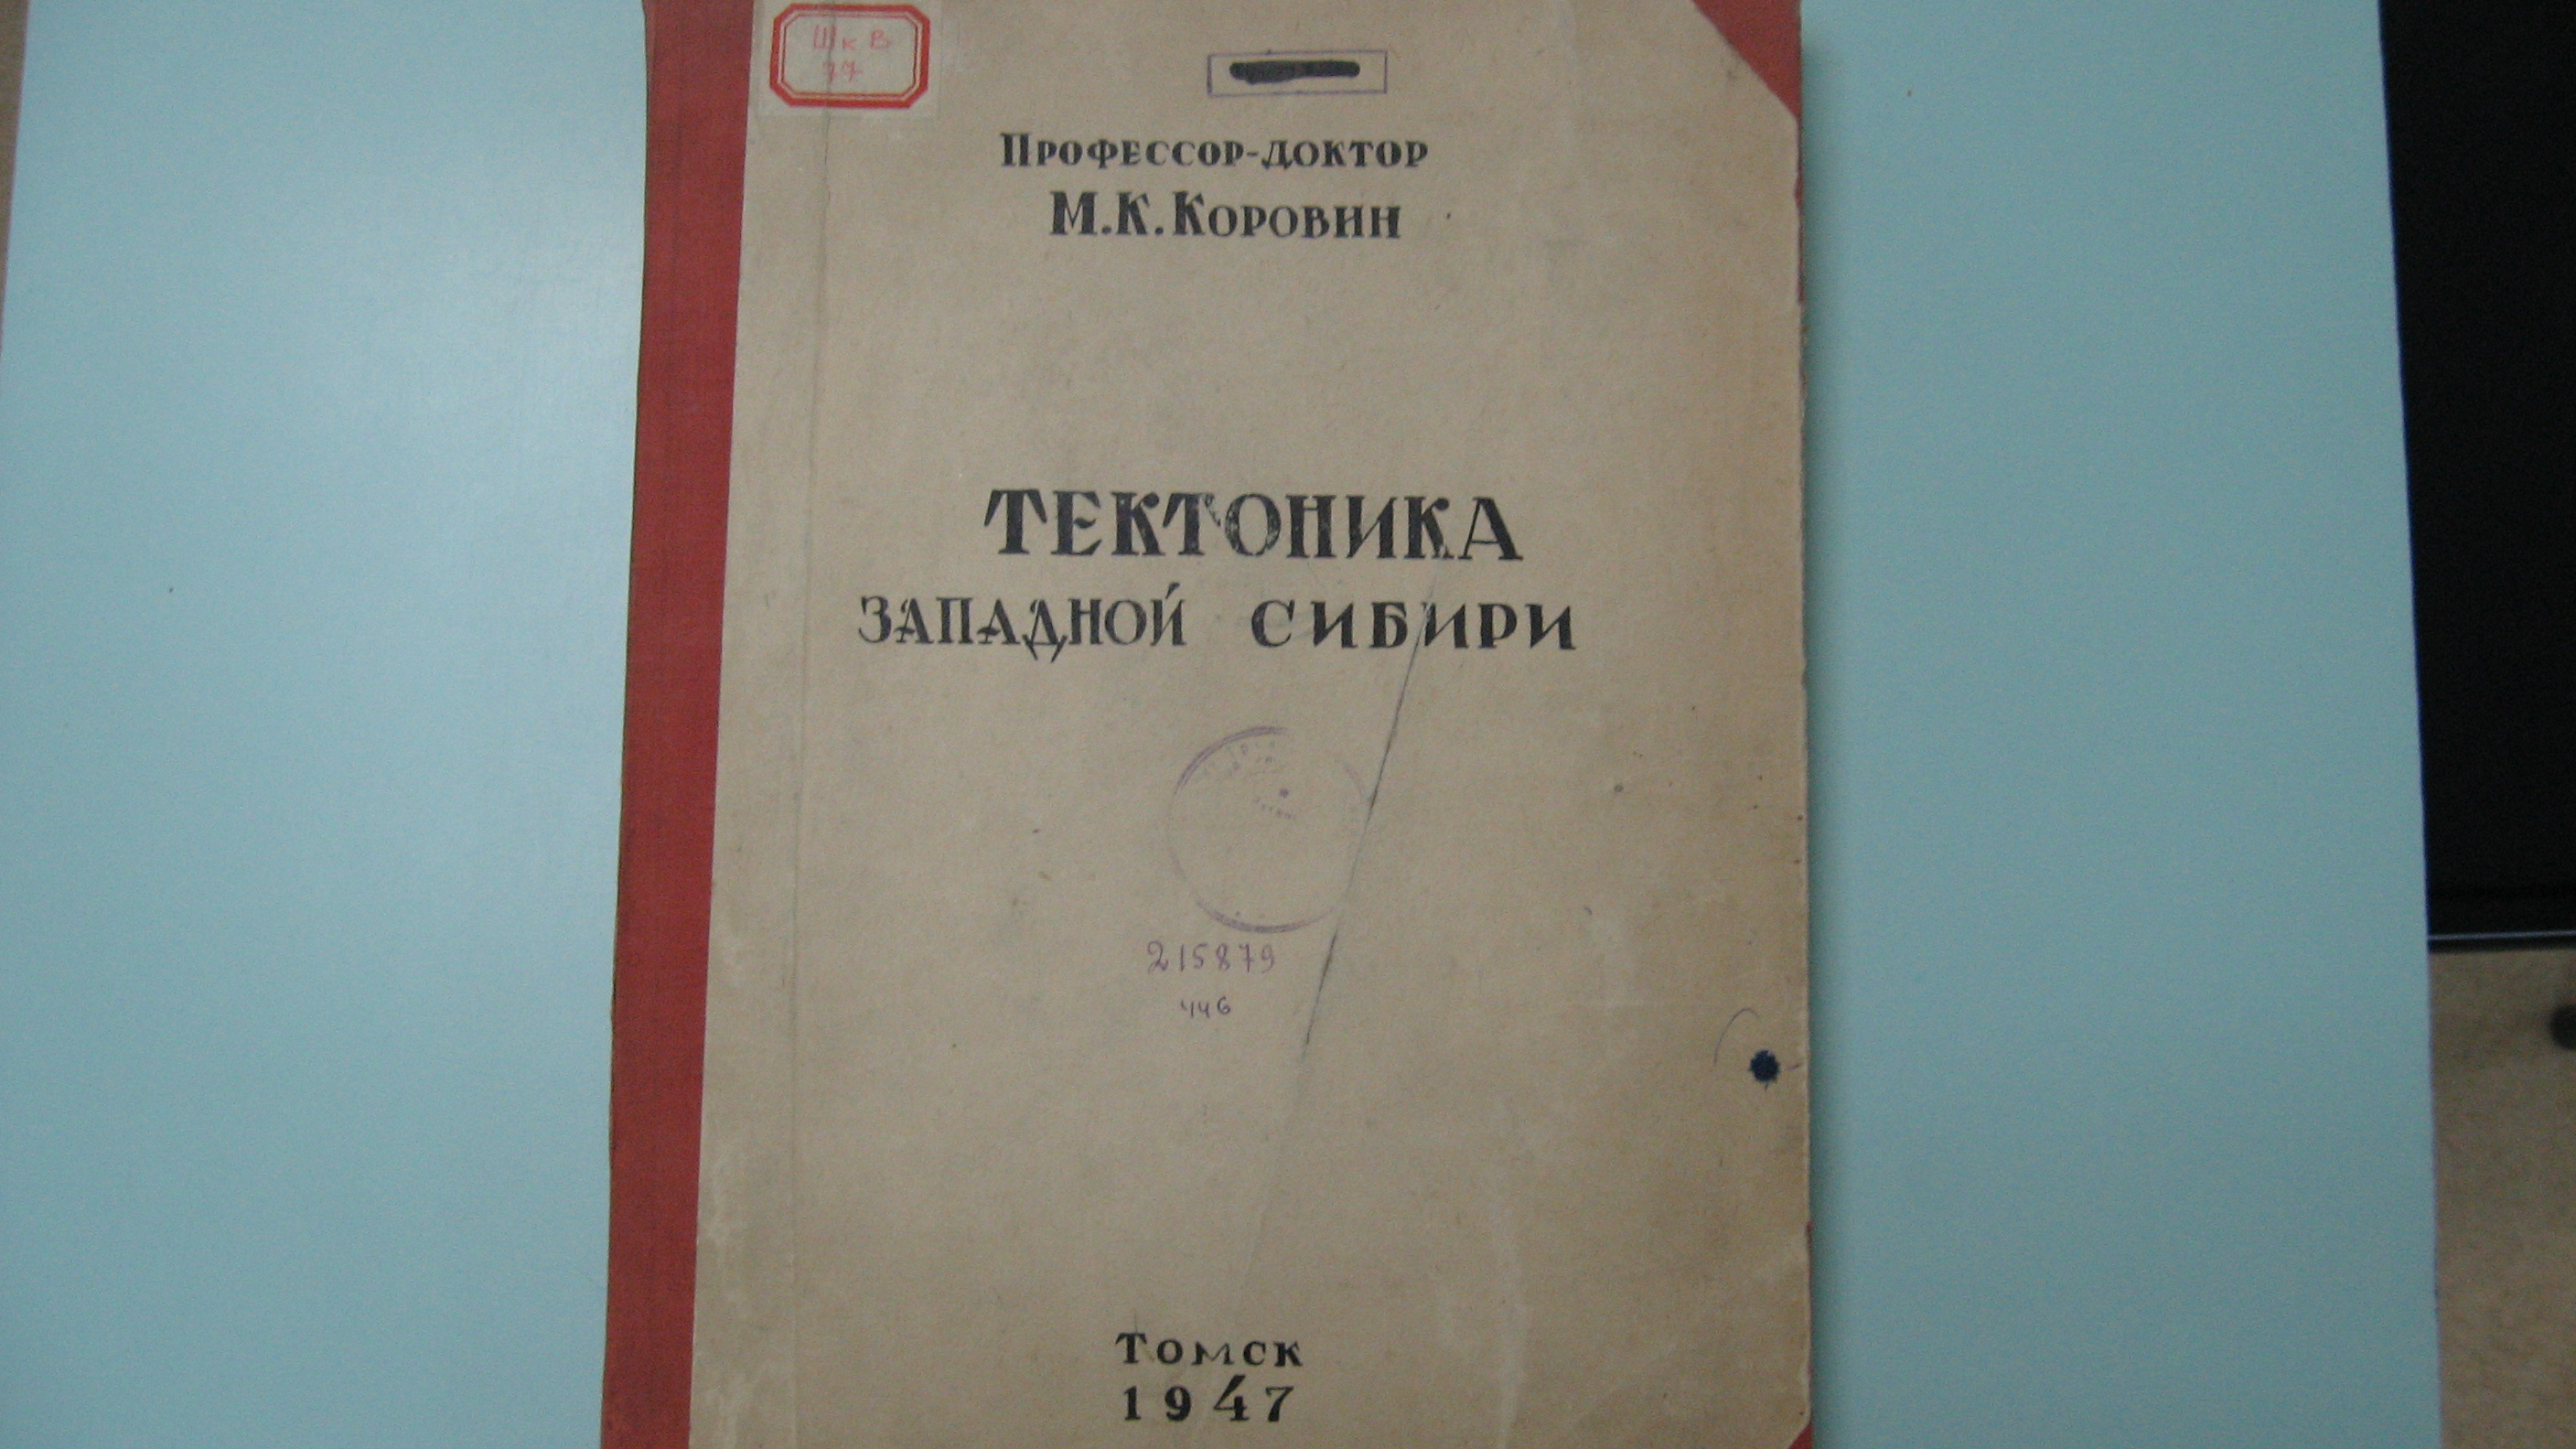 Шк В
77
Профессор-доктор
М.К.Коровин
ТЕКТОНИКА
ЗАПАДНОЙ СИБИРИ
215879
446
Томск
1947